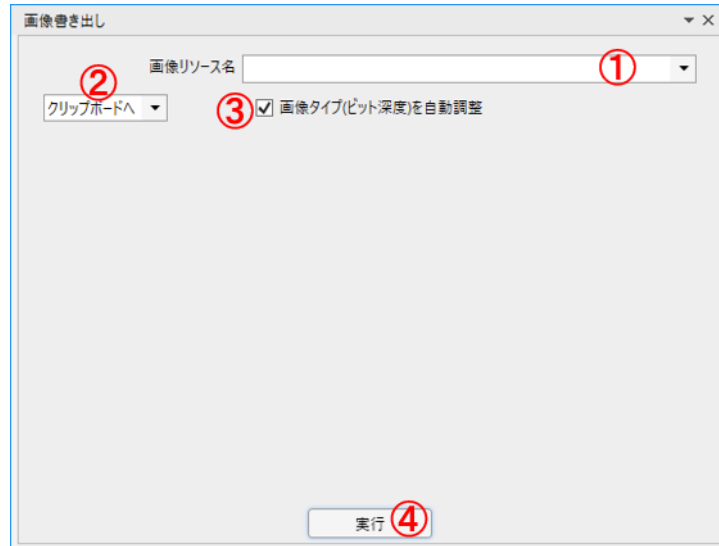 画像書き出し
画像リソース名 ①
②
クリップボードへ ③ 画像タイプ(ビット深度)を自動調整
実行 ④